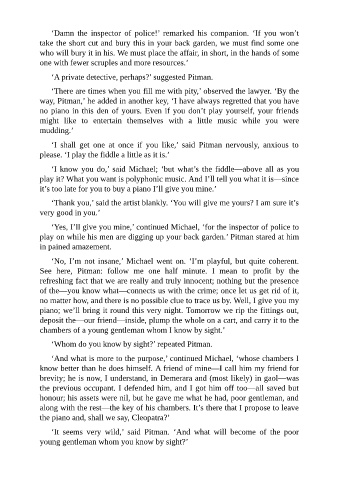 ‘Damn the inspector of police!’ remarked his companion. ‘If you won’t
take the short cut and bury this in your back garden, we must find some one
who will bury it in his. We must place the affair, in short, in the hands of some
one with fewer scruples and more resources.’
‘A private detective, perhaps?’ suggested Pitman.
‘There are times when you fill me with pity,’ observed the lawyer. ‘By the
way, Pitman,’ he added in another key, ‘I have always regretted that you have
no piano in this den of yours. Even if you don’t play yourself, your friends
might like to entertain themselves with a little music while you were
mudding.’
‘I shall get one at once if you like,’ said Pitman nervously, anxious to
please. ‘I play the fiddle a little as it is.’
‘I know you do,’ said Michael; ‘but what’s the fiddle—above all as you
play it? What you want is polyphonic music. And I’ll tell you what it is—since
it’s too late for you to buy a piano I’ll give you mine.’
‘Thank you,’ said the artist blankly. ‘You will give me yours? I am sure it’s
very good in you.’
‘Yes, I’ll give you mine,’ continued Michael, ‘for the inspector of police to
play on while his men are digging up your back garden.’ Pitman stared at him
in pained amazement.
‘No, I’m not insane,’ Michael went on. ‘I’m playful, but quite coherent.
See here, Pitman: follow me one half minute. I mean to profit by the
refreshing fact that we are really and truly innocent; nothing but the presence
of the—you know what—connects us with the crime; once let us get rid of it,
no matter how, and there is no possible clue to trace us by. Well, I give you my
piano; we’ll bring it round this very night. Tomorrow we rip the fittings out,
deposit the—our friend—inside, plump the whole on a cart, and carry it to the
chambers of a young gentleman whom I know by sight.’
‘Whom do you know by sight?’ repeated Pitman.
‘And what is more to the purpose,’ continued Michael, ‘whose chambers I
know better than he does himself. A friend of mine—I call him my friend for
brevity; he is now, I understand, in Demerara and (most likely) in gaol—was
the previous occupant. I defended him, and I got him off too—all saved but
honour; his assets were nil, but he gave me what he had, poor gentleman, and
along with the rest—the key of his chambers. It’s there that I propose to leave
the piano and, shall we say, Cleopatra?’
‘It seems very wild,’ said Pitman. ‘And what will become of the poor
young gentleman whom you know by sight?’